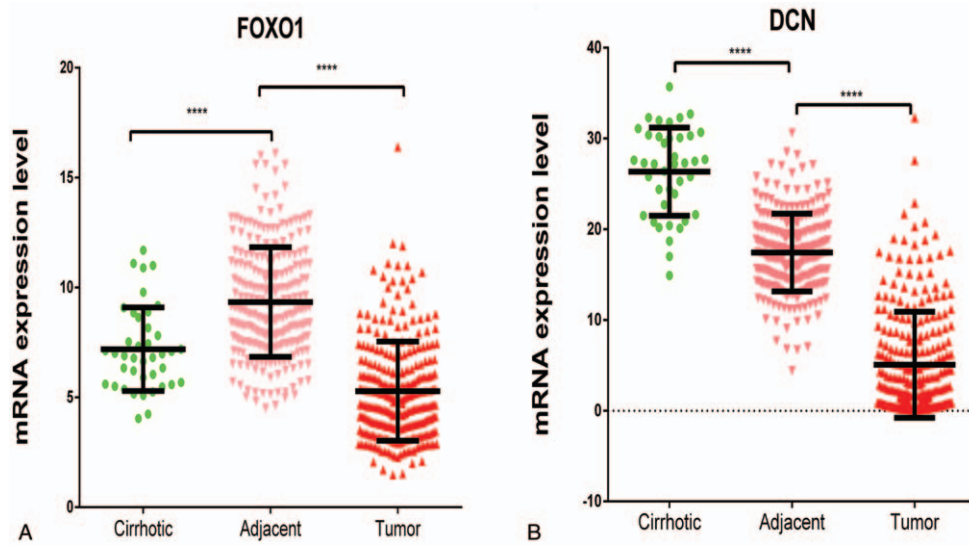 FOXO1
mRNA expression level
20
15
10
5
0
****
****
Cirrhotic
Adjacent
Tumor
A
DCN
mRNA expression level
40
30
20
10
0
-10
****
****
Cirrhotic
Adjacent
Tumor
B